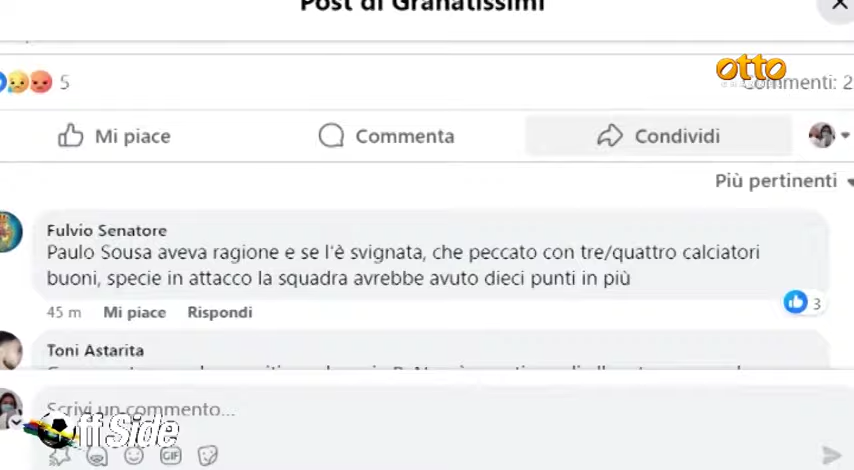 Post di Granatissimi
otto
5
Commenti: 2
Mi piace
Commenta
Condividi
Più pertinenti
Fulvio Senatore
Paulo Sousa aveva ragione e se l'è svignata, che peccato con tre/quattro calciatori
buoni, specie in attacco la squadra avrebbe avuto dieci punti in più
45 m Mi piace Rispondi
3
Toni Astarita
Scrivi un commento...
OffSide
GIF